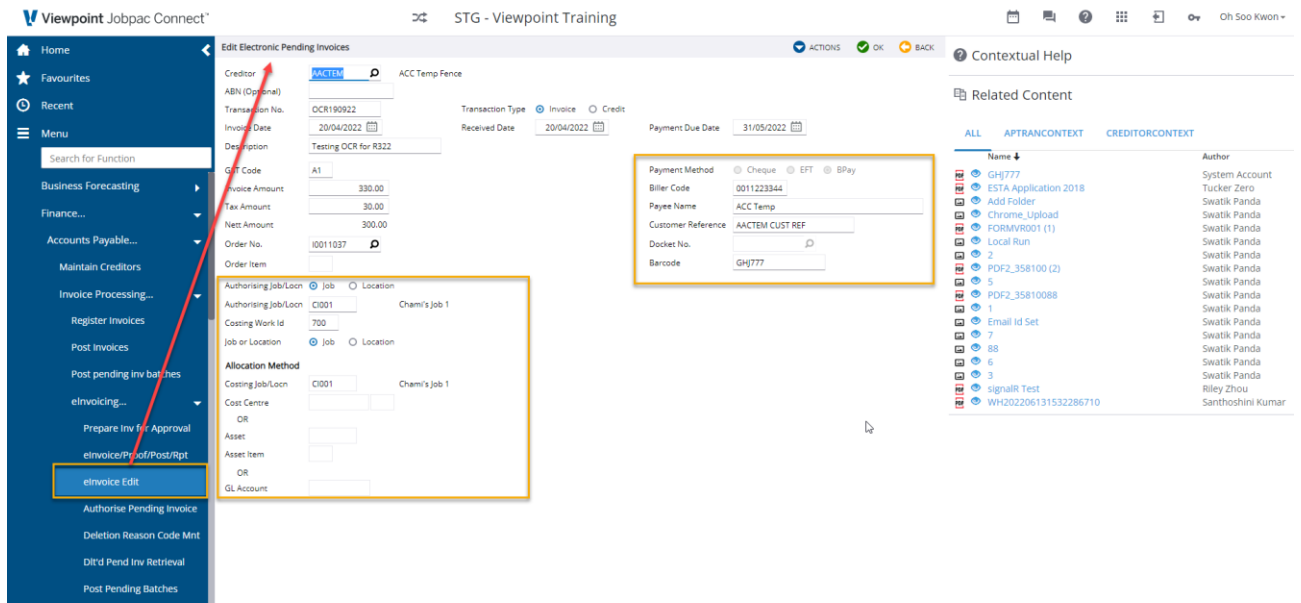 Viewpoint Jobpac Connect™
STG - Viewpoint Training
Oh Soo Kwon
Home
Favourites
Recent
Menu
Search for Function
Business Forecasting
Finance...
Accounts Payable...
Maintain Creditors
Invoice Processing...
Register Invoices
Post Invoices
Post pending inv batches
eInvoicing...
Prepare Inv for Approval
eInvoice/Proof/Post/Rpt
eInvoice Edit
Authorise Pending Invoice
Deletion Reason Code Mnt
Dlt'd Pend Inv Retrieval
Post Pending Batches
Edit Electronic Pending Invoices
ACTIONS OK BACK
Creditor AACTEM ACC Temp Fence
ABN (Optional)
Transaction No. OCR190922 Transaction Type Invoice Credit
Invoice Date 20/04/2022 Received Date 20/04/2022 Payment Due Date 31/05/2022
Description Testing OCR for R322
GST Code A1
Invoice Amount 330.00
Tax Amount 30.00
Nett Amount 300.00
Order No. I0011037
Order Item
Payment Method Cheque EFT BPay
Biller Code 0011223344
Payee Name ACC Temp
Customer Reference AACTEM CUST REF
Docket No.
Barcode GHJ777
Authorising Job/Locn Job Location
Authorising Job/Locn CI001 Chami's Job 1
Costing Work Id 700
Job or Location Job Location
Allocation Method
Costing Job/Locn CI001 Chami's Job 1
Cost Centre
OR
Asset
Asset Item
OR
GL Account
Contextual Help
Related Content
ALL APTRANCONTEXT CREDITORCONTEXT
Name Author
PDF GHJ777 System Account
PDF ESTA Application 2018 Tucker Zero
Add Folder Swatik Panda
Chrome_Upload Swatik Panda
PDF FORMVR001 (1) Swatik Panda
Local Run Swatik Panda
2 Swatik Panda
PDF PDF2_358100 (2) Swatik Panda
5 Swatik Panda
PDF PDF2_35810088 Swatik Panda
1 Swatik Panda
Email Id Set Swatik Panda
7 Swatik Panda
88 Swatik Panda
6 Swatik Panda
3 Swatik Panda
PDF signalR Test Riley Zhou
PDF WH202206131532286710 Santhoshini Kumar